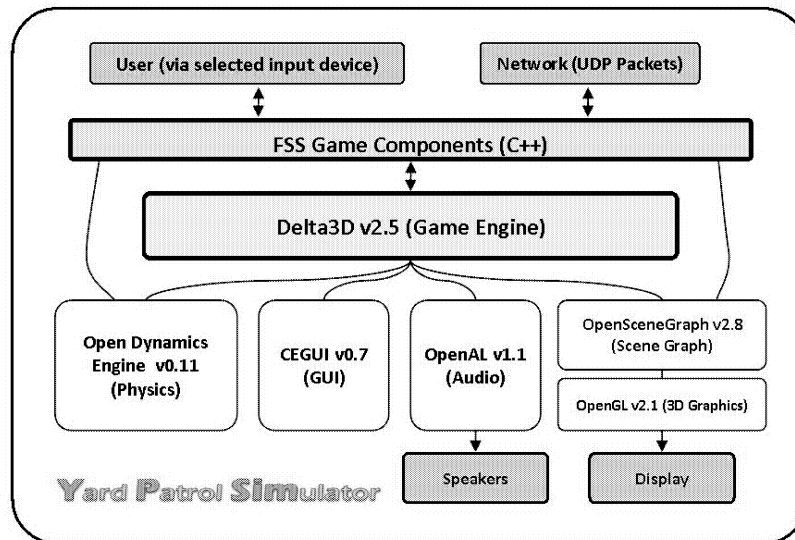 User (via selected input device)
Network (UDP Packets)
FSS Game Components (C++)
Delta3D v2.5 (Game Engine)
Open Dynamics
Engine v0.11
(Physics)
CEGUI v0.7
(GUI)
OpenAL v1.1
(Audio)
OpenSceneGraph v2.8
(Scene Graph)
OpenGL v2.1 (3D Graphics)
Speakers
Display
Yard Patrol SIMulator